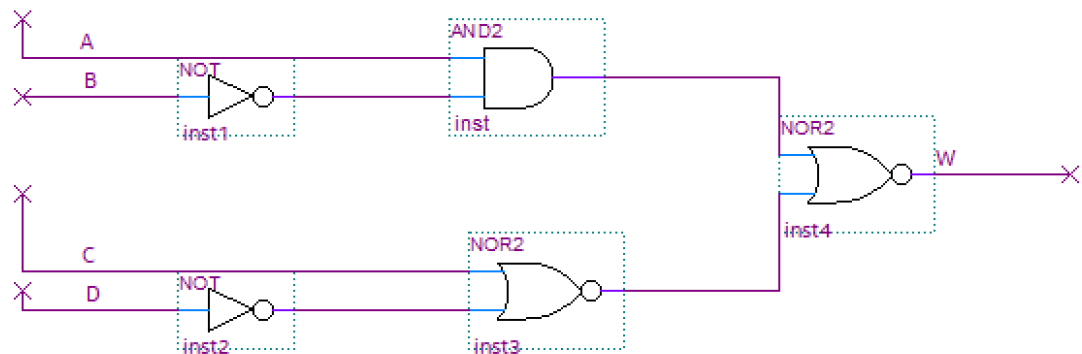 AND2
A
NOT
B
inst
inst1
NOR2
W
inst4
NOR2
C
NOT
D
inst2
inst3